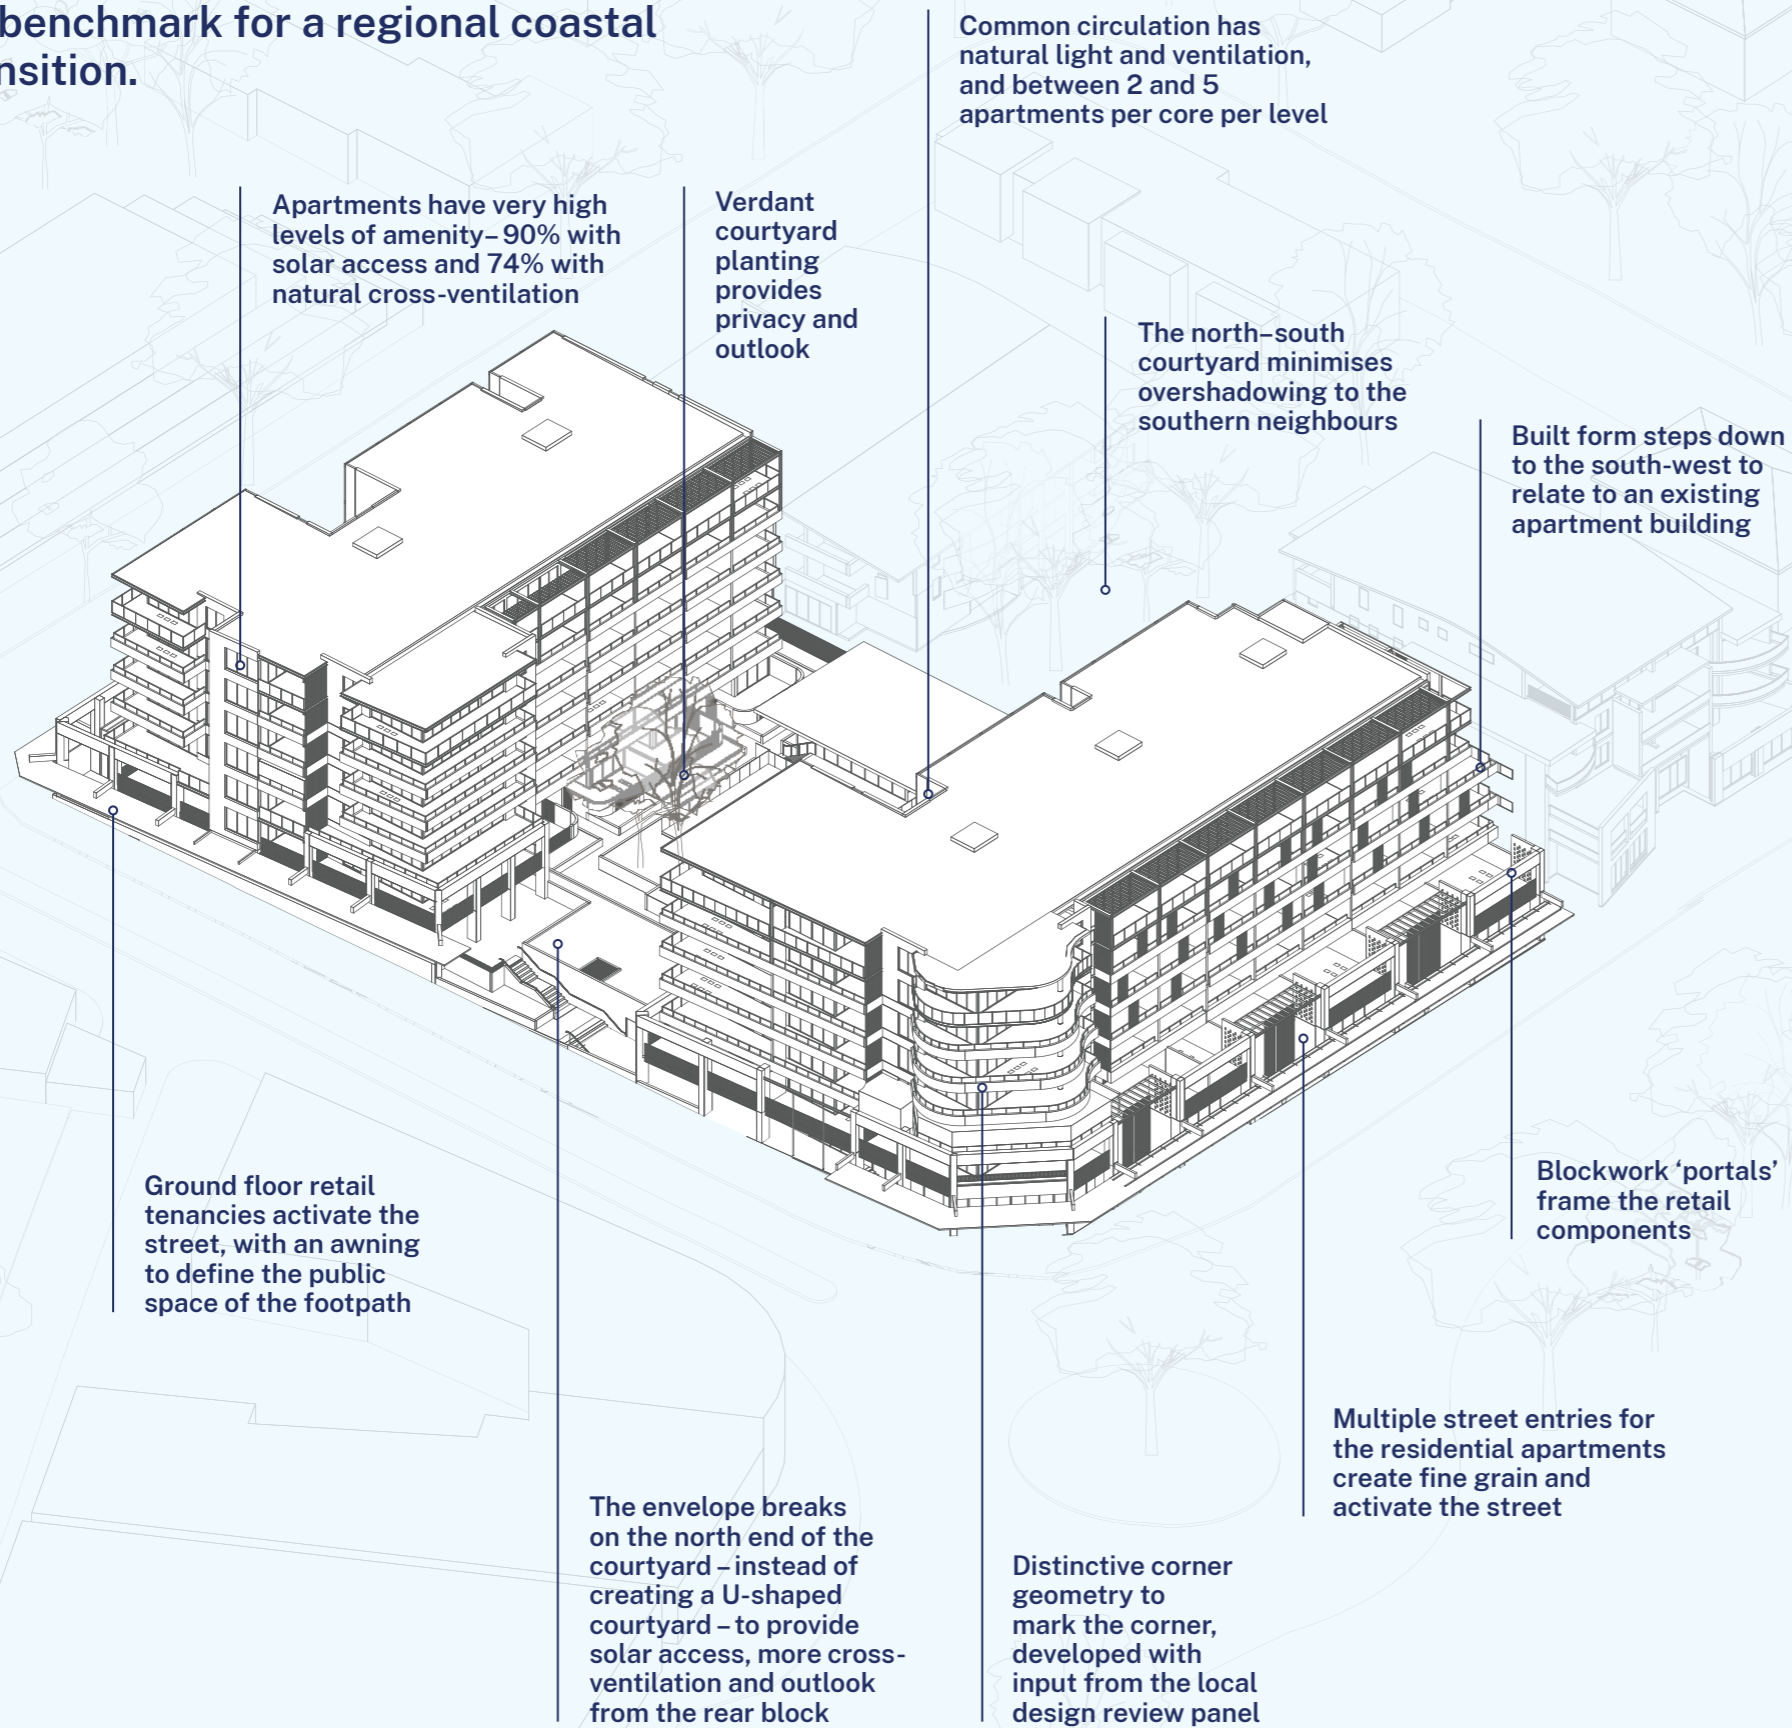 benchmark for a regional coastal
nsition.
Common circulation has
natural light and ventilation,
and between 2 and 5
apartments per core per level
Apartments have very high
levels of amenity–90% with
solar access and 74% with
natural cross-ventilation
Verdant
courtyard
planting
provides
privacy and
outlook
The north–south
courtyard minimises
overshadowing to the
southern neighbours
Built form steps down
to the south-west to
relate to an existing
apartment building
Ground floor retail
tenancies activate the
street, with an awning
to define the public
space of the footpath
Blockwork ‘portals’
frame the retail
components
Multiple street entries for
the residential apartments
create fine grain and
activate the street
The envelope breaks
on the north end of the
courtyard – instead of
creating a U-shaped
courtyard – to provide
solar access, more cross-
ventilation and outlook
from the rear block
Distinctive corner
geometry to
mark the corner,
developed with
input from the local
design review panel